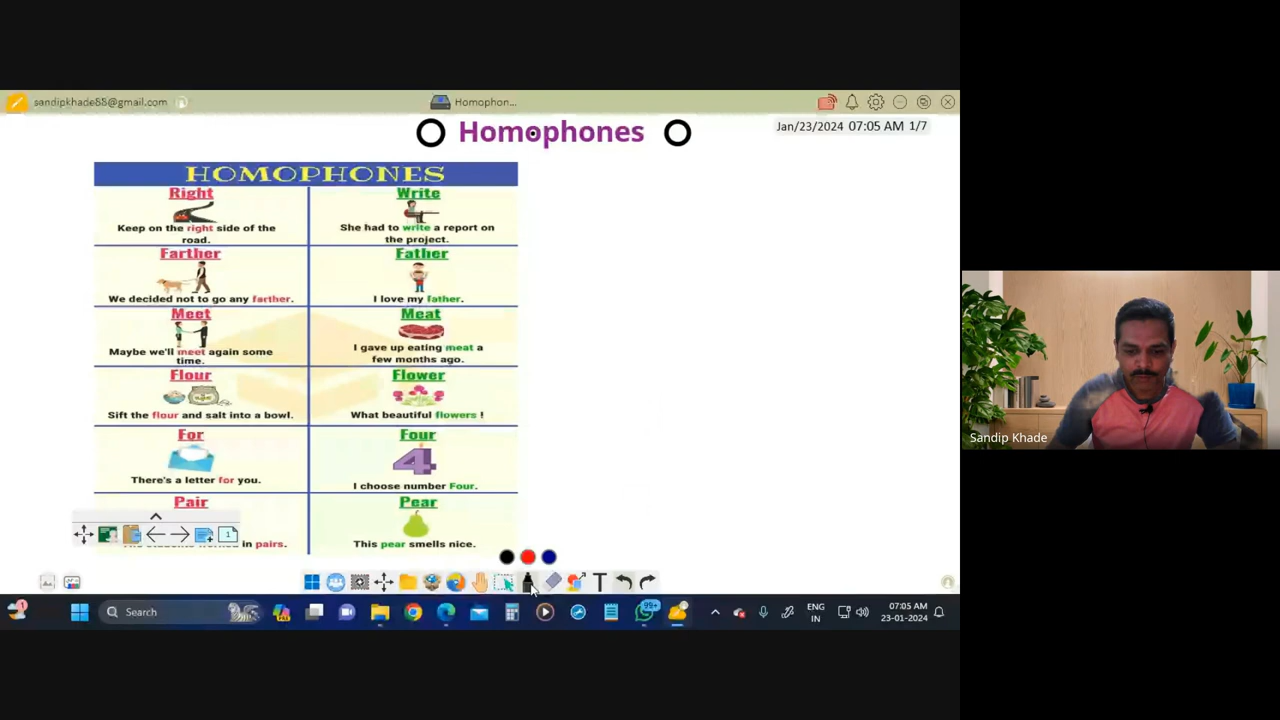 sandipkhade88@gmail.com
Homophon...
Homophones
Jan/23/2024 07:05 AM 1/7
HOMOPHONES
Right
Keep on the right side of the
road.
Write
She had to write a report on
the project.
Farther
We decided not to go any farther.
Father
I love my father.
Meet
Maybe we'll meet again some
time.
Meat
I gave up eating meat a
few months ago.
Flour
Sift the flour and salt into a bowl.
Flower
What beautiful flowers !
For
There's a letter for you.
Four
4
I choose number Four.
Pair
in pairs.
Pear
This pear smells nice.
1
T
Sandip Khade
1
Search
99+
ENG
IN
07:05 AM
23-01-2024